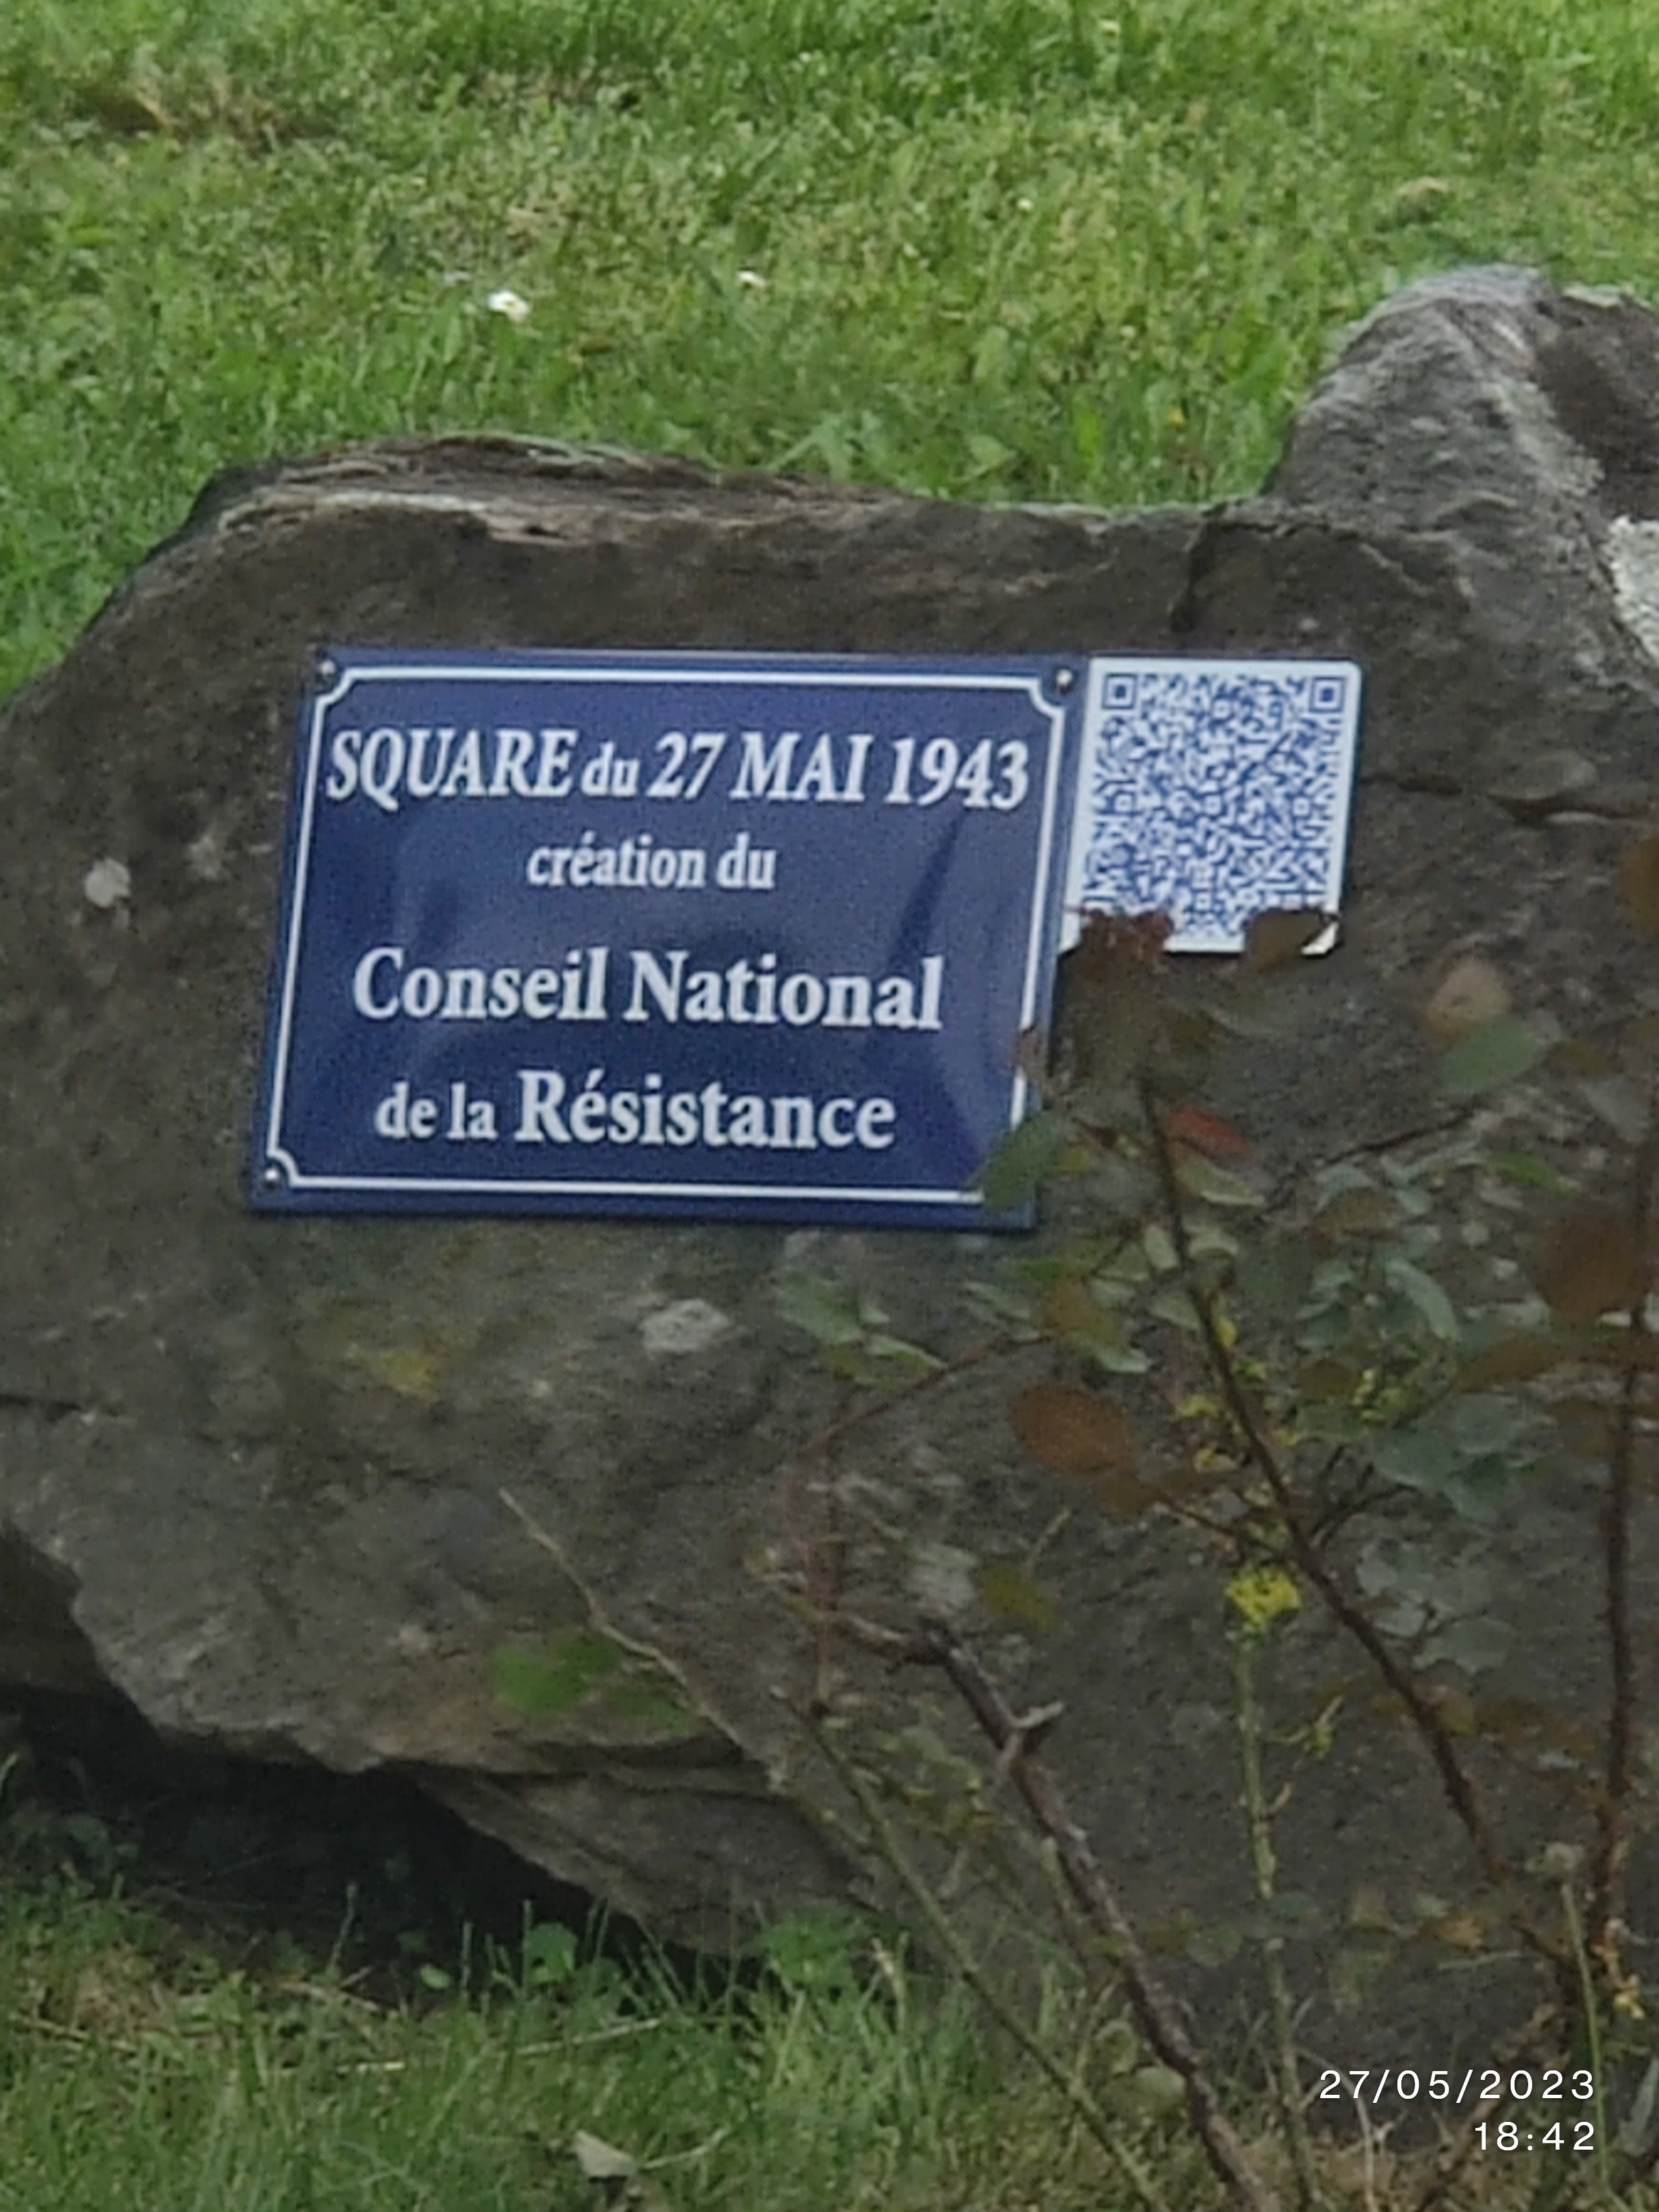 SQUARE du 27 MAI 1943
création du
Conseil National
de la Résistance
27/05/2023
18:42